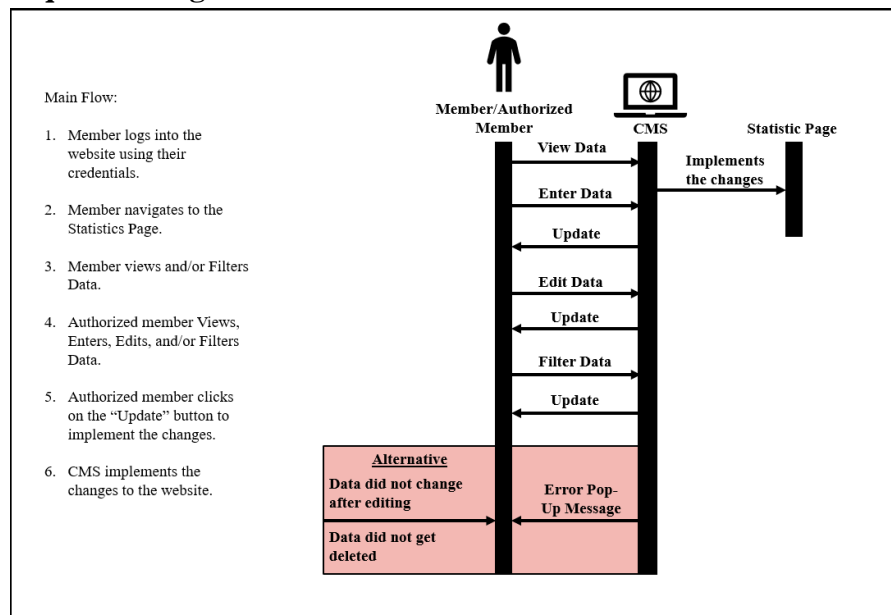 Main Flow:
1. Member logs into the
website using their
credentials.
2. Member navigates to the
Statistics Page.
3. Member views and/or Filters
Data.
4. Authorized member Views,
Enters, Edits, and/or Filters
Data.
5. Authorized member clicks
on the “Update” button to
implement the changes.
6. CMS implements the
changes to the website.
Member/Authorized
Member
CMS
Statistic Page
View Data
Implements
the changes
Enter Data
Update
Edit Data
Update
Filter Data
Update
Alternative
Data did not change
after editing
Error Pop-
Up Message
Data did not get
deleted